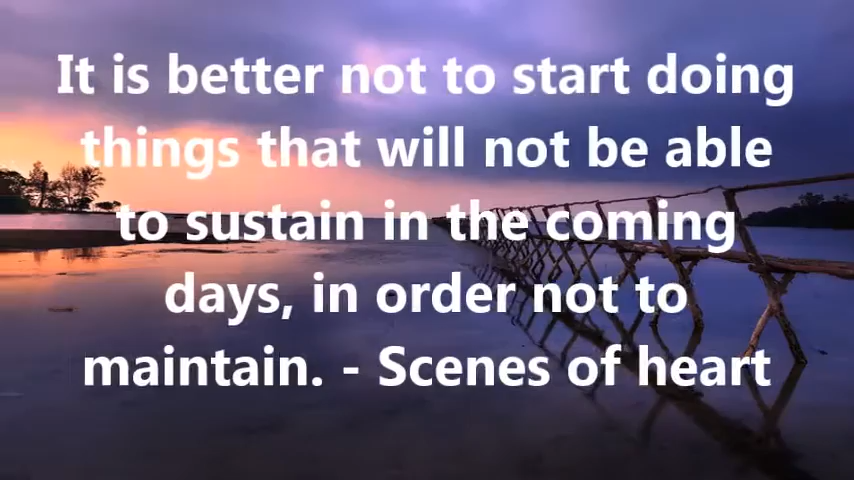 It is better not to start doing
things that will not be able
to sustain in the coming
days, in order not to
maintain. - Scenes of heart